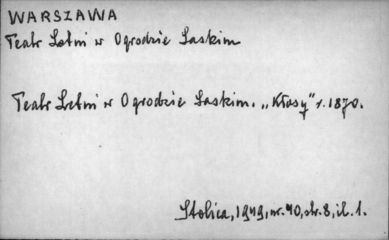 WARSZAWA
Teatr Letni w Ogrodzie Saskim
Teatr Letni w Ogrodzie Saskim. „Kłosy" r. 1870.
Stolica, 1949, nr. 40, str. 8, il. 1.